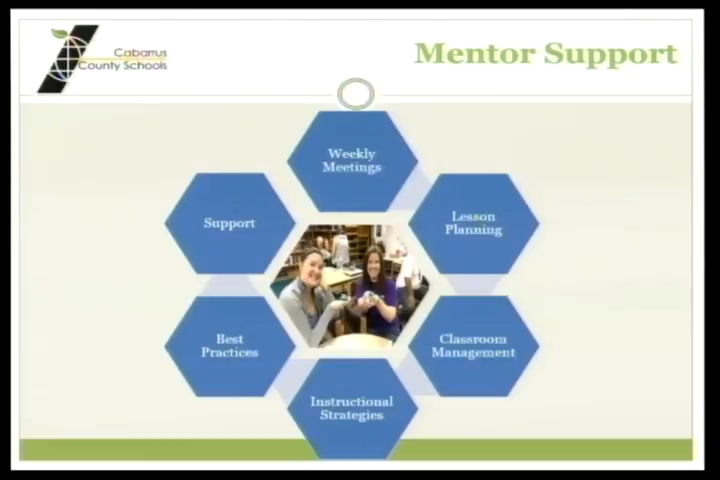 Cabarrus
County Schools
Mentor Support
Weekly
Meetings
Lesson
Planning
Classroom
Management
Instructional
Strategies
Best
Practices
Support